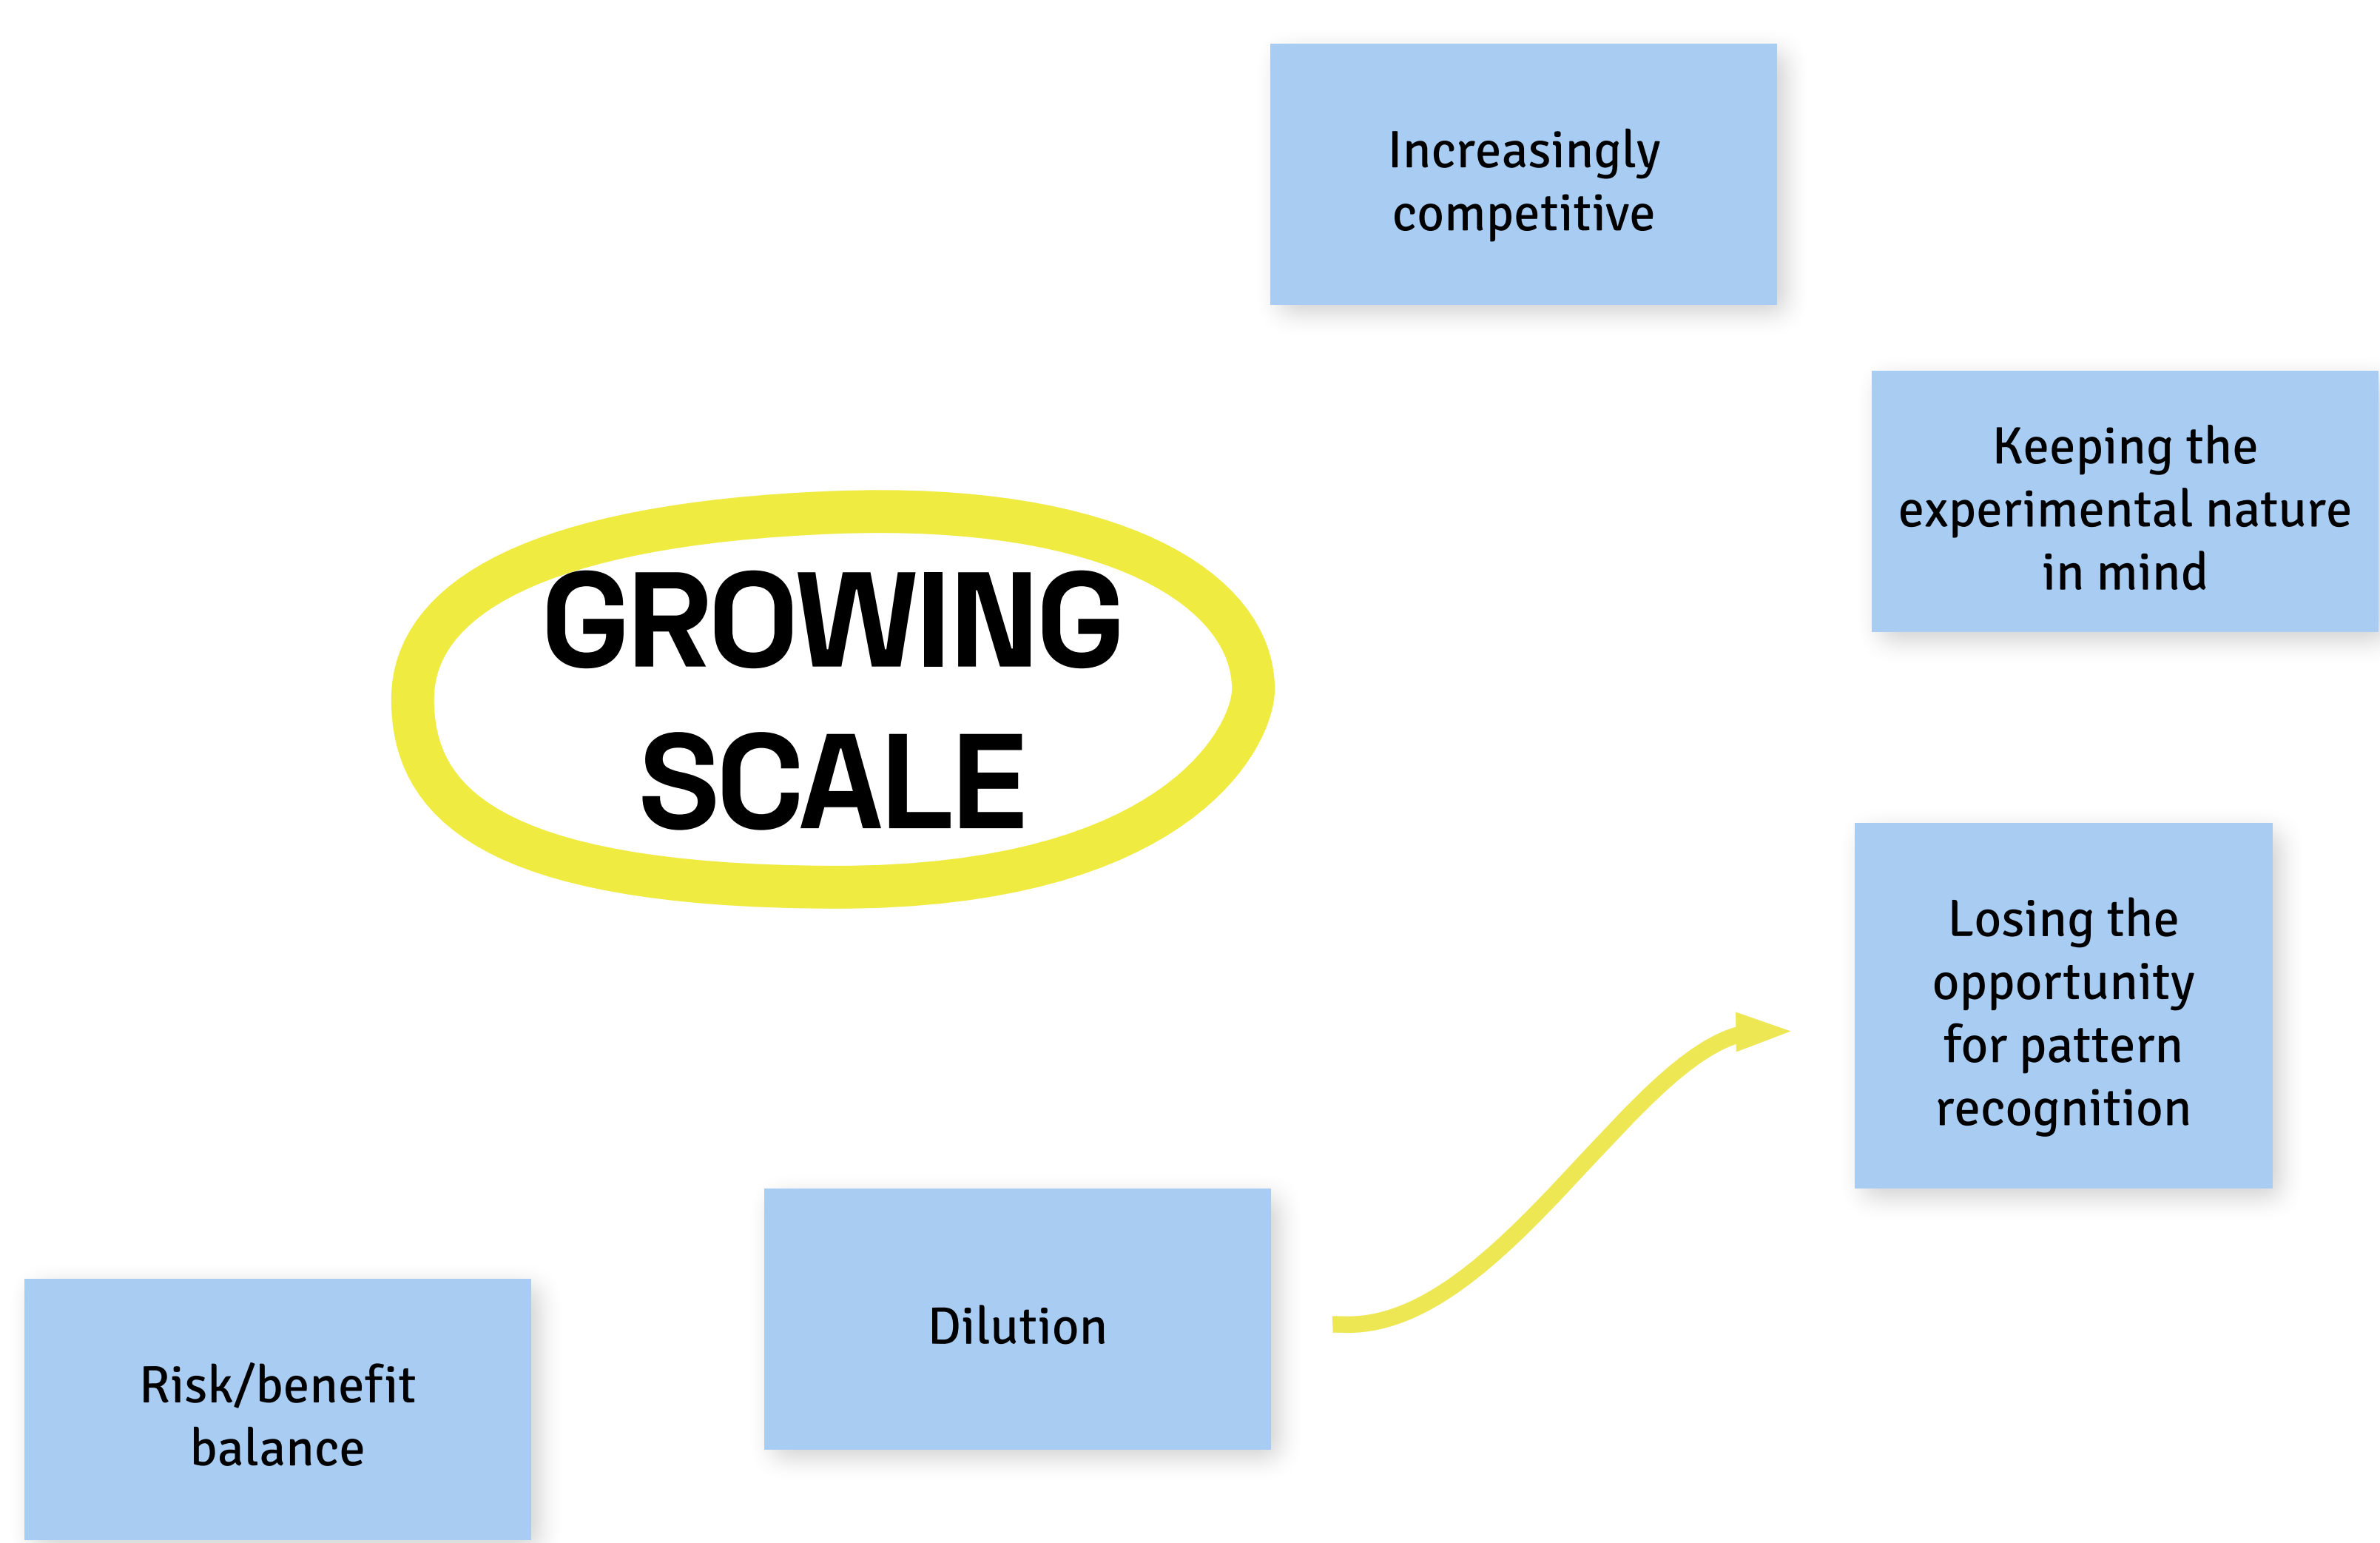 Increasingly
competitive
Keeping the
experimental nature
in mind
GROWING
SCALE
Losing the
opportunity
for pattern
recognition
Dilution
Risk/benefit
balance